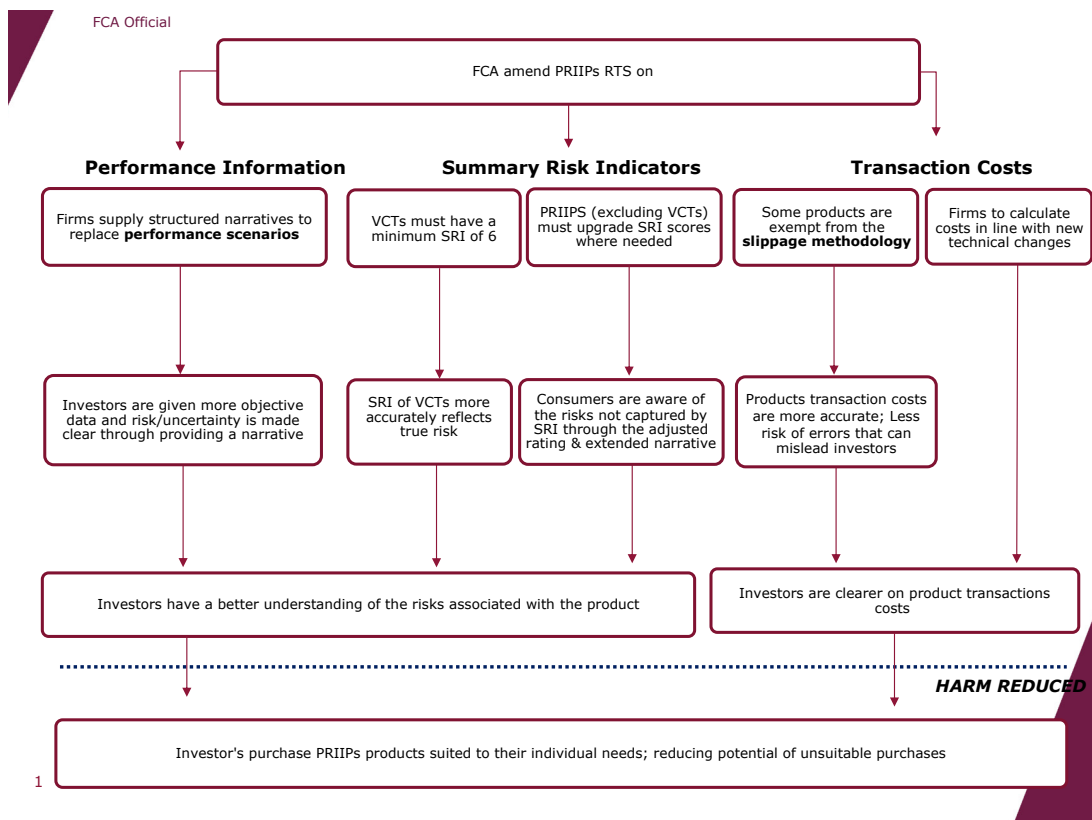 FCA Official
FCA amend PRIIPs RTS on
Performance Information
Summary Risk Indicators
Transaction Costs
Firms supply structured narratives to
replace performance scenarios
VCTs must have a
minimum SRI of 6
PRIIPS (excluding VCTs)
must upgrade SRI scores
where needed
Some products are
exempt from the
slippage methodology
Firms to calculate
costs in line with new
technical changes
Investors are given more objective
data and risk/uncertainty is made
clear through providing a narrative
SRI of VCTs more
accurately reflects
true risk
Consumers are aware of
the risks not captured by
SRI through the adjusted
rating & extended narrative
Products transaction costs
are more accurate; Less
risk of errors that can
mislead investors
Investors have a better understanding of the risks associated with the product
Investors are clearer on product transactions
costs
HARM REDUCED
Investor's purchase PRIIPs products suited to their individual needs; reducing potential of unsuitable purchases
1